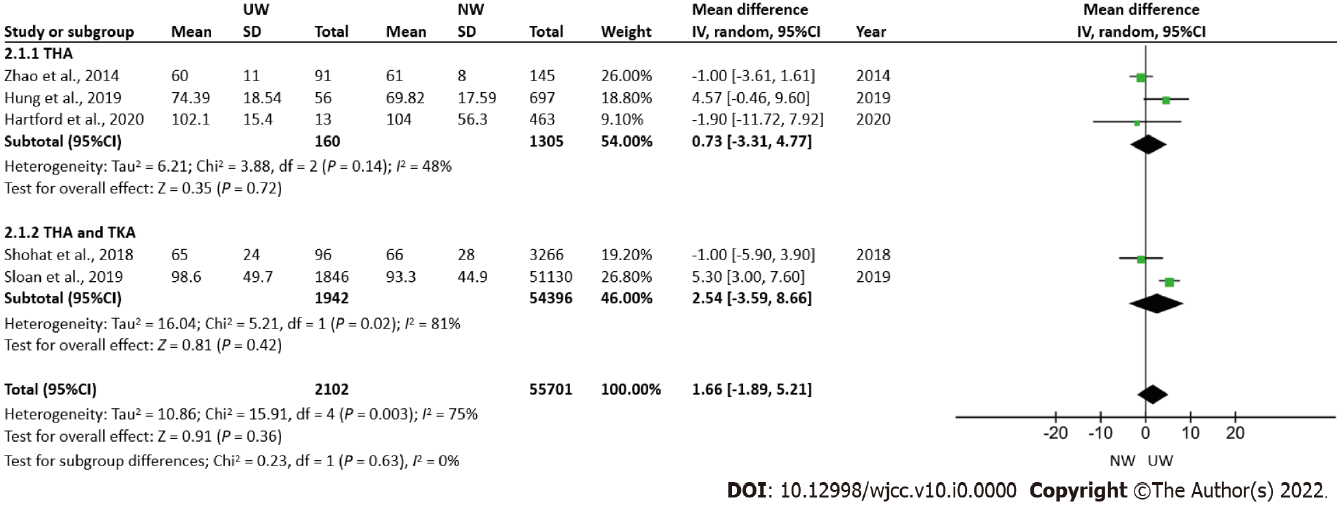 UW NW Mean difference Mean difference
Study or subgroup Mean SD Total Mean SD Total Weight IV, random, 95%CI Year IV, random, 95%CI
2.1.1 THA
Zhao et al., 2014 60 11 91 61 8 145 26.00% -1.00 [-3.61, 1.61] 2014
Hung et al., 2019 74.39 18.54 56 69.82 17.59 697 18.80% 4.57 [-0.46, 9.60] 2019
Hartford et al., 2020 102.1 15.4 13 104 56.3 463 9.10% -1.90 [-11.72, 7.92] 2020
Subtotal (95%CI) 160 1305 54.00% 0.73 [-3.31, 4.77]
Heterogeneity: Tau² = 6.21; Chi² = 3.88, df = 2 (P = 0.14); I² = 48%
Test for overall effect: Z = 0.35 (P = 0.72)
2.1.2 THA and TKA
Shohat et al., 2018 65 24 96 66 28 3266 19.20% -1.00 [-5.90, 3.90] 2018
Sloan et al., 2019 98.6 49.7 1846 93.3 44.9 51130 26.80% 5.30 [3.00, 7.60] 2019
Subtotal (95%CI) 1942 54396 46.00% 2.54 [-3.59, 8.66]
Heterogeneity: Tau² = 16.04; Chi² = 5.21, df = 1 (P = 0.02); I² = 81%
Test for overall effect: Z = 0.81 (P = 0.42)
Total (95%CI) 2102 55701 100.00% 1.66 [-1.89, 5.21]
Heterogeneity: Tau² = 10.86; Chi² = 15.91, df = 4 (P = 0.003); I² = 75%
Test for overall effect: Z = 0.91 (P = 0.36)
Test for subgroup differences; Chi² = 0.23, df = 1 (P = 0.63), I² = 0%
-20 -10 0 10 20
NW UW
DOI: 10.12998/wjcc.v10.i0.0000 Copyright ©The Author(s) 2022.